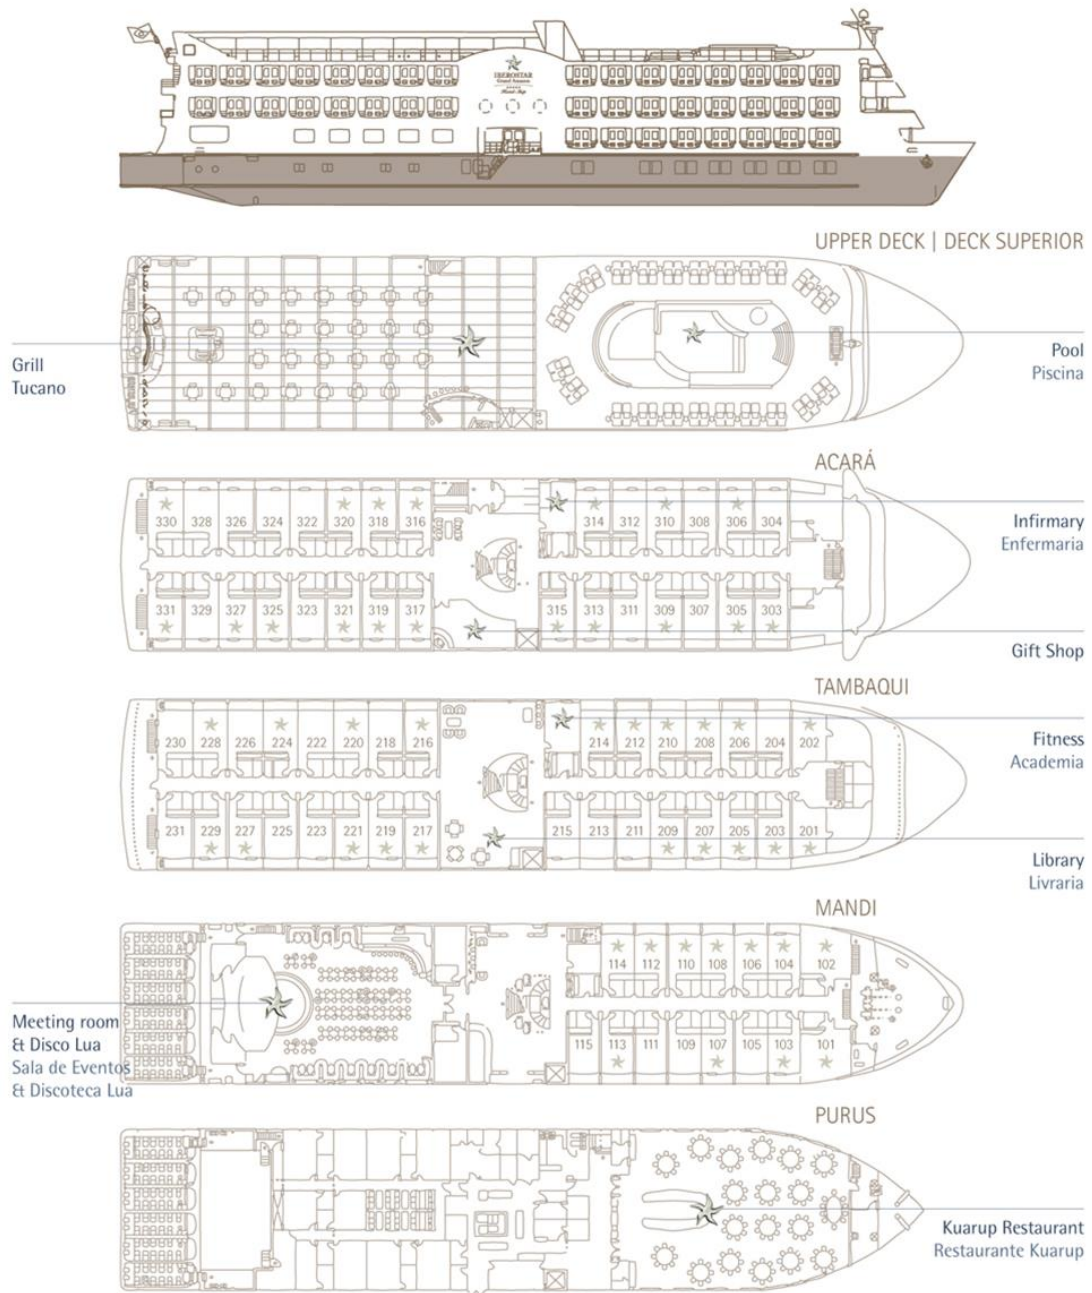 IBEROSTAR
Grand Amazon
UPPER DECK | DECK SUPERIOR
Grill
Tucano
Pool
Piscina
ACARÁ
330 328 326 324 322 320 318 316 314 312 310 308 306 304
Infirmary
Enfermaria
331 329 327 325 323 321 319 317 315 313 311 309 307 305 303
Gift Shop
TAMBAQUI
230 228 226 224 222 220 218 216 214 212 210 208 206 204 202
Fitness
Academia
231 229 227 225 223 221 219 217 215 213 211 209 207 205 203 201
Library
Livraria
MANDI
114 112 110 108 106 104 102
Meeting room
& Disco Lua
Sala de Eventos
& Discoteca Lua
115 113 111 109 107 105 103 101
PURUS
Kuarup Restaurant
Restaurante Kuarup